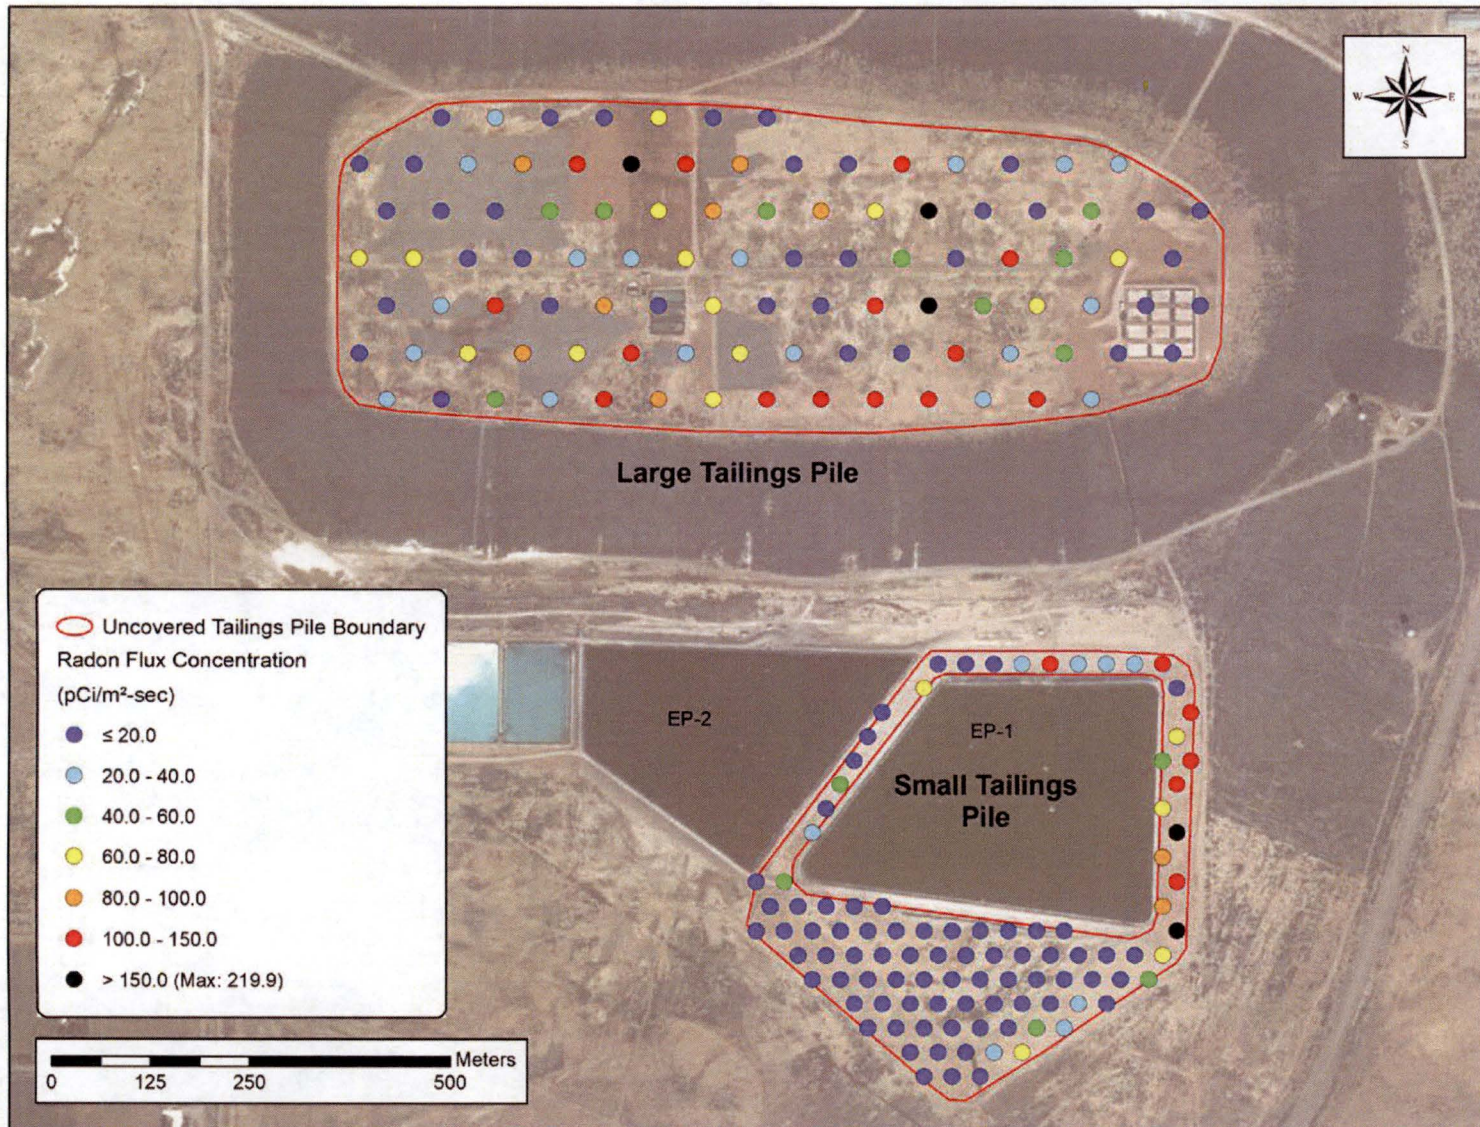 N
W E
S
Large Tailings Pile
Uncovered Tailings Pile Boundary
Radon Flux Concentration
(pCi/m²-sec)
≤ 20.0
20.0 - 40.0
40.0 - 60.0
60.0 - 80.0
80.0 - 100.0
100.0 - 150.0
> 150.0 (Max: 219.9)
EP-2
EP-1
Small Tailings
Pile
Meters
0 125 250 500